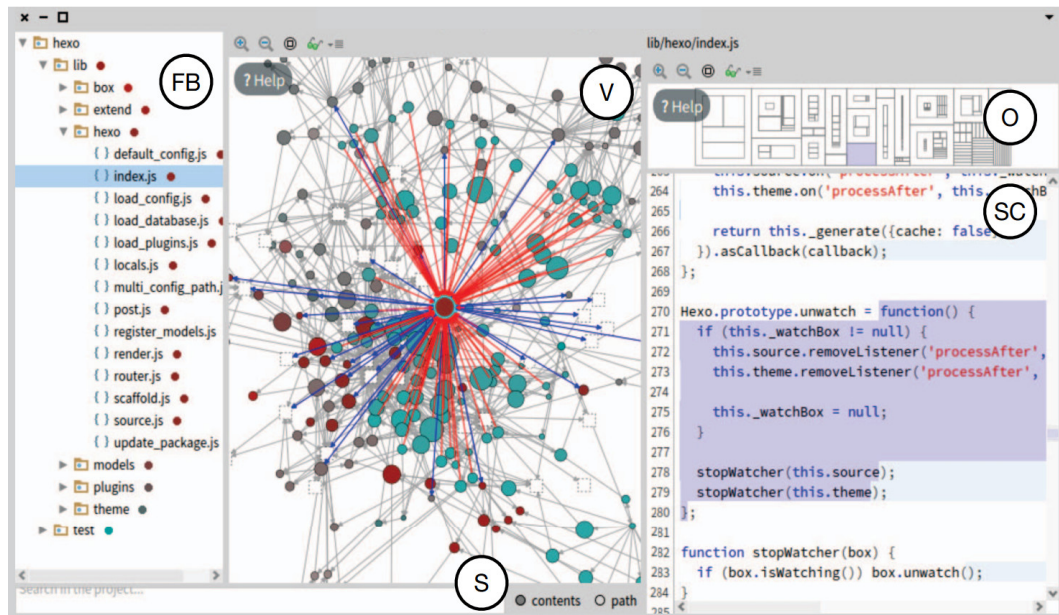 hexo
lib
box
extend
hexo
{ } default_config.js
{ } index.js
{ } load_config.js
{ } load_database.js
{ } load_plugins.js
{ } locals.js
{ } multi_config_path.j
{ } post.js
{ } register_models.js
{ } render.js
{ } router.js
{ } scaffold.js
{ } source.js
{ } update_package.js
models
plugins
theme
test
FB
Search in the project...
? Help
V
S
contents
path
lib/hexo/index.js
? Help
O
SC
264 this.theme.on('processAfter', this.
265
266 return this._generate({cache: false
267 }).asCallback(callback);
268 };
269
270 Hexo.prototype.unwatch = function() {
271 if (this._watchBox != null) {
272 this.source.removeListener('processAfter',
273 this.theme.removeListener('processAfter',
274
275 this._watchBox = null;
276 }
277
278 stopWatcher(this.source);
279 stopWatcher(this.theme);
280 };
281
282 function stopWatcher(box) {
283 if (box.isWatching()) box.unwatch();
284 }
285